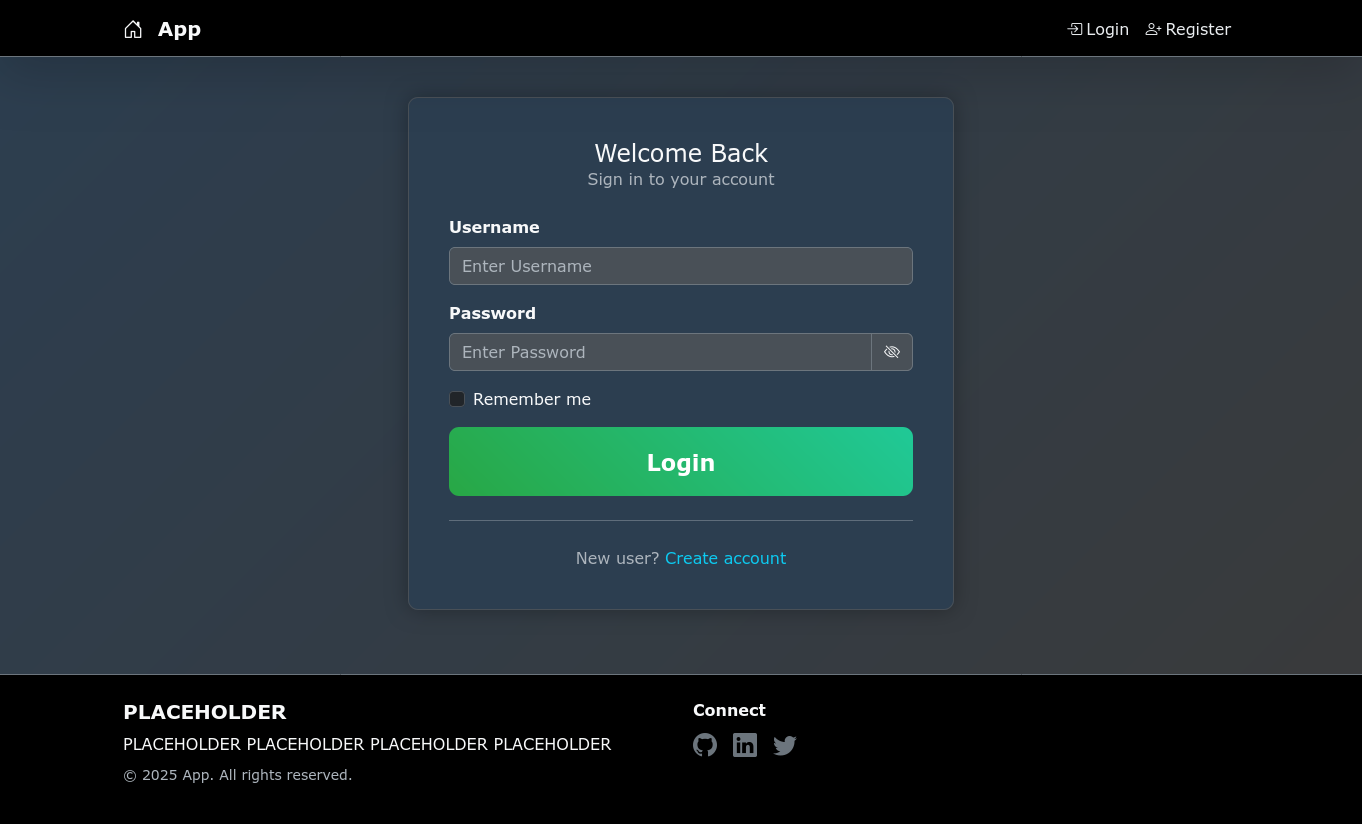 App
Login
Register
Welcome Back
Sign in to your account
Username
Enter Username
Password
Enter Password
Remember me
Login
New user? Create account
PLACEHOLDER
PLACEHOLDER PLACEHOLDER PLACEHOLDER PLACEHOLDER
© 2025 App. All rights reserved.
Connect